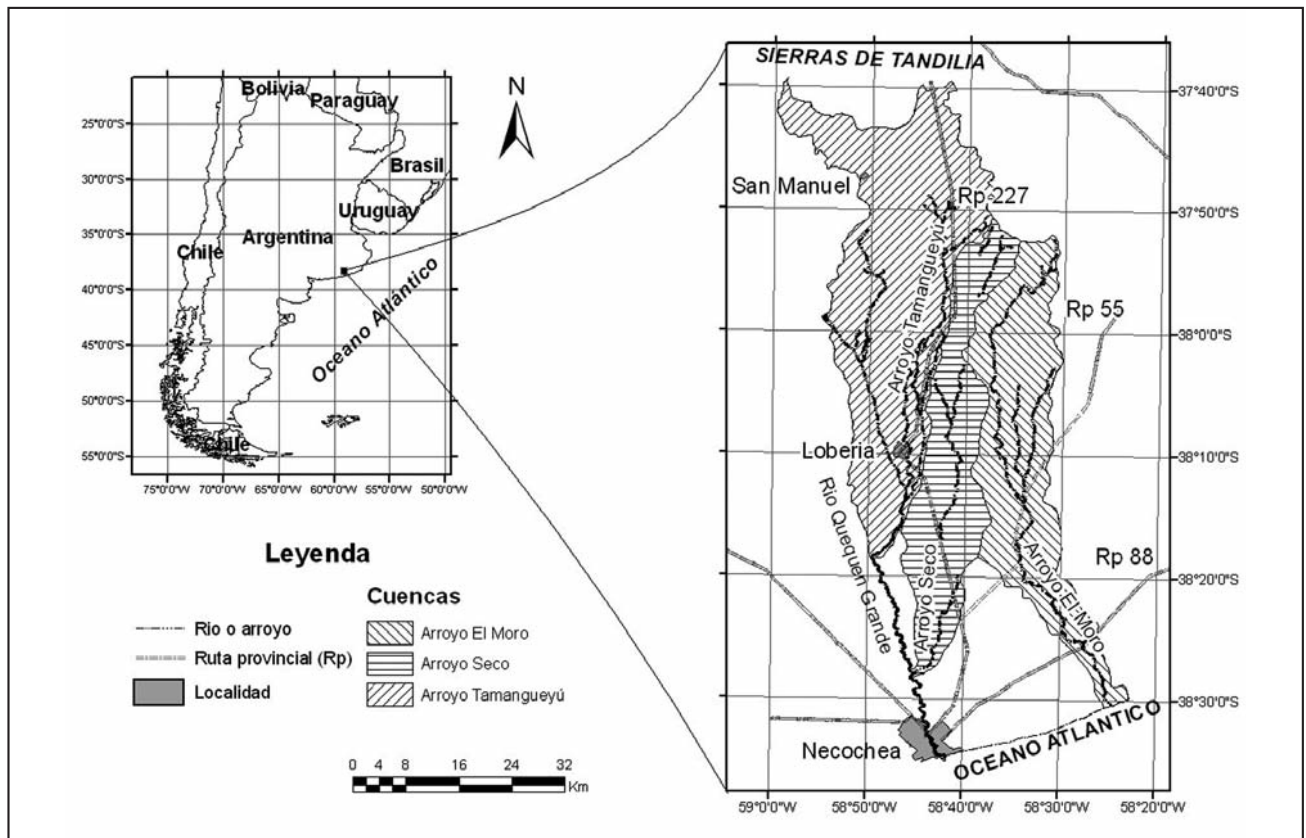 Bolivia
Paraguay
Brasil
Uruguay
Argentina
Chile
Oceano Atlántico
Chile
25°0'0"S
30°0'0"S
35°0'0"S
40°0'0"S
45°0'0"S
50°0'0"S
55°0'0"S
75°0'0"W 70°0'0"W 60°0'0"W 55°0'0"W 50°0'0"W
N
SIERRAS DE TANDILIA
San Manuel
Rp 227
Arroyo Tamangueyú
Rp 55
Loberia
Rio Quequen Grande
Arroyo Seco
Arroyo El Moro
Rp 88
Necochea
OCEANO ATLANTICO
37°40'0"S
37°50'0"S
38°0'0"S
38°10'0"S
38°20'0"S
38°30'0"S
59°0'0"W 58°50'0"W 58°40'0"W 58°30'0"W 58°20'0"W
Leyenda
Rio o arroyo
Ruta provincial (Rp)
Localidad
Cuencas
Arroyo El Moro
Arroyo Seco
Arroyo Tamangueyú
0 4 8 16 24 32
Km